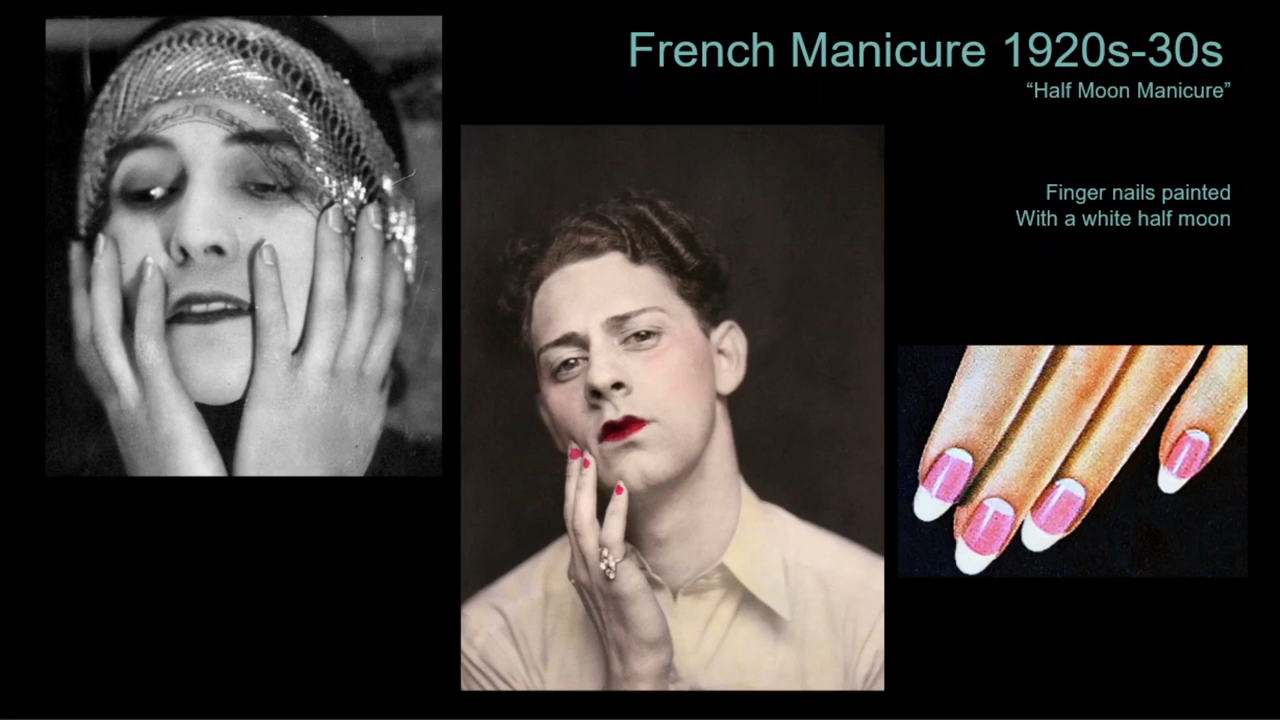 French Manicure 1920s-30s
“Half Moon Manicure”
Finger nails painted
With a white half moon